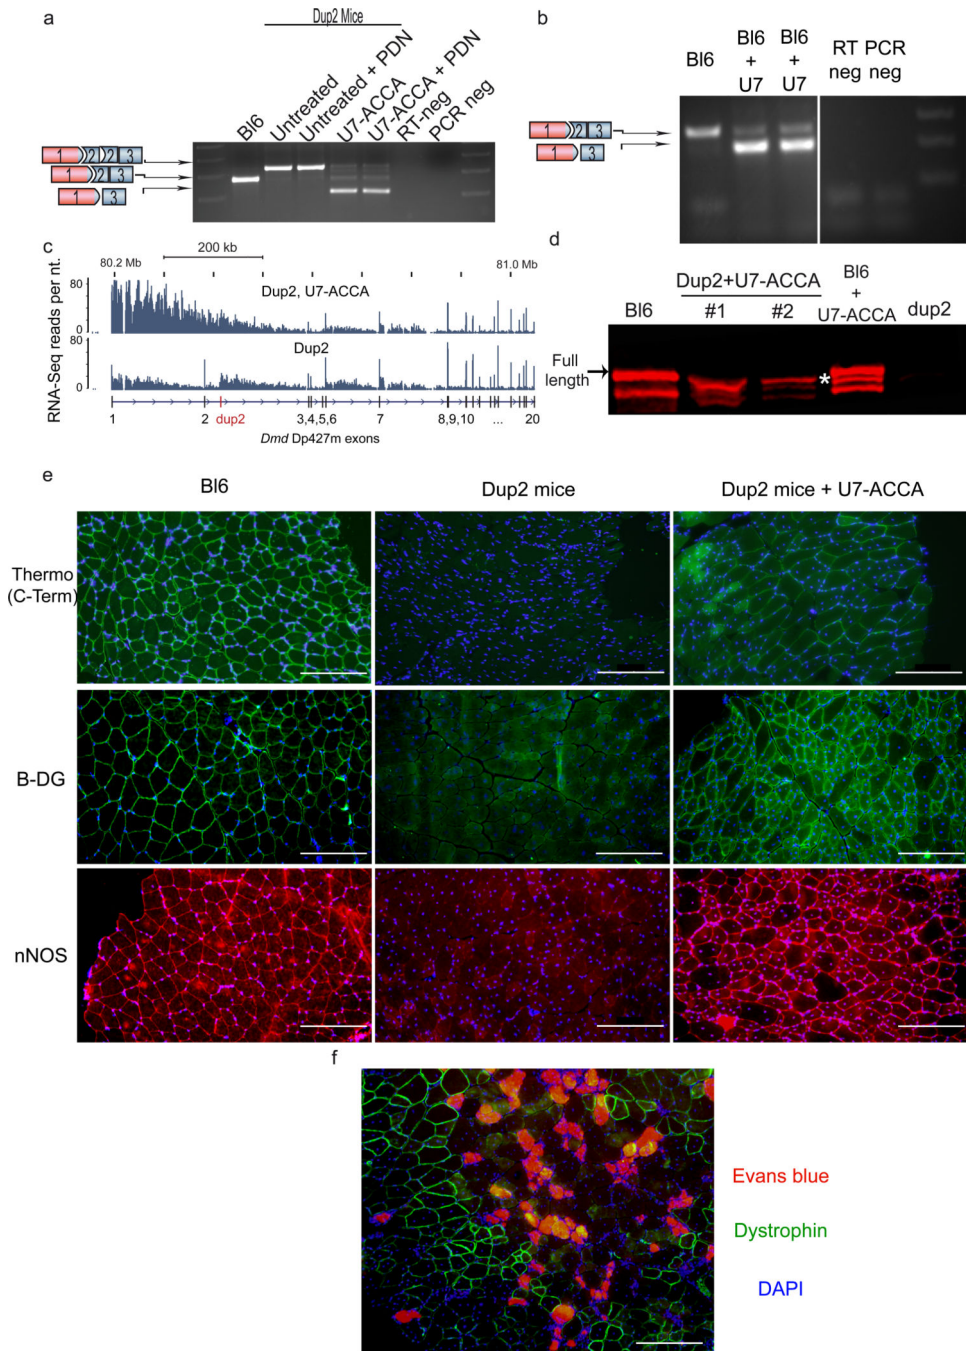 a
Dup2 Mice
Bl6
Untreated
Untreated + PDN
U7-ACCA
U7-ACCA + PDN
RT-neg
PCR neg
1 2 2 3
1 2 3
1 3
b
Bl6
Bl6 + U7
Bl6 + U7
RT neg
PCR neg
1 2 3
1 3
c
200 kb
80.2 Mb
81.0 Mb
RNA-Seq reads per nt.
80
0
Dup2, U7-ACCA
80
0
Dup2
1 2 dup2 3,4,5,6 7 8,9,10 ... 20
Dmd Dp427m exons
d
Dup2+U7-ACCA
Bl6
#1
#2
Bl6 + U7-ACCA
dup2
Full length
*
e
Bl6
Dup2 mice
Dup2 mice + U7-ACCA
Thermo (C-Term)
B-DG
nNOS
f
Evans blue
Dystrophin
DAPI